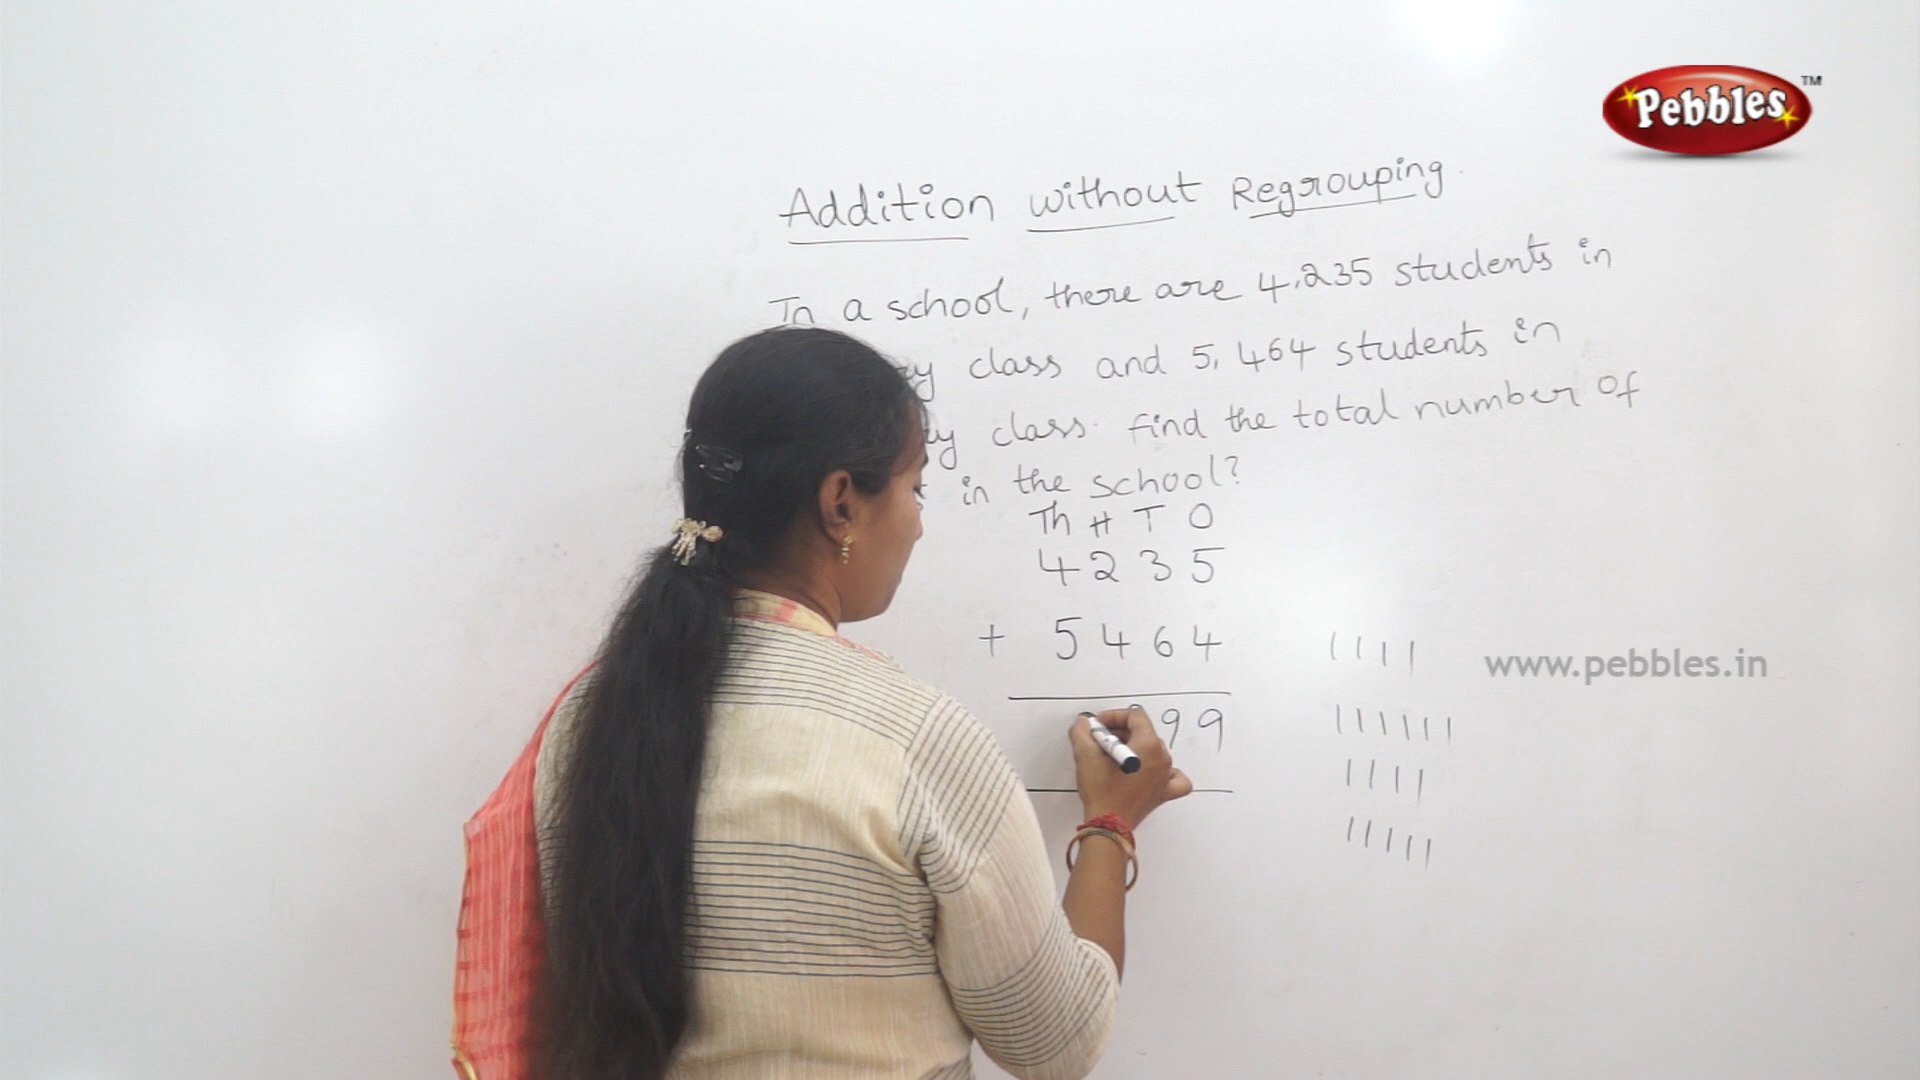 Pebbles TM
Addition without Regrouping.
In a school, there are 4,235 students in
class and 5,464 students in
class. find the total number of
in the school?
Th H T O
4 2 3 5
+ 5 4 6 4
www.pebbles.in
9 9